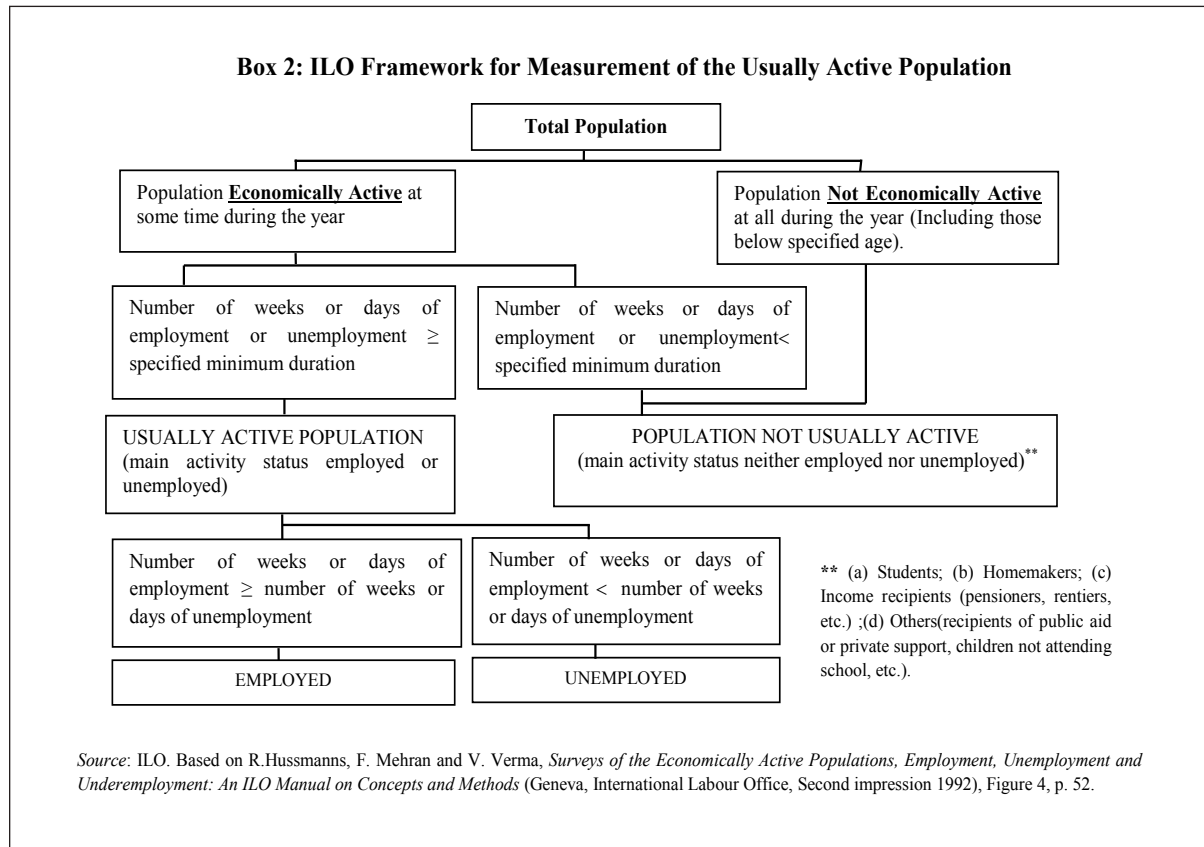 Box 2: ILO Framework for Measurement of the Usually Active Population
Total Population
Population Economically Active at
some time during the year
Population Not Economically Active
at all during the year (Including those
below specified age).
Number of weeks or days of
employment or unemployment ≥
specified minimum duration
Number of weeks or days of
employment or unemployment<
specified minimum duration
USUALLY ACTIVE POPULATION
(main activity status employed or
unemployed)
POPULATION NOT USUALLY ACTIVE
(main activity status neither employed nor unemployed)**
Number of weeks or days of
employment ≥ number of weeks or
days of unemployment
Number of weeks or days of
employment < number of weeks
or days of unemployment
** (a) Students; (b) Homemakers; (c)
Income recipients (pensioners, rentiers,
etc.) ;(d) Others(recipients of public aid
or private support, children not attending
school, etc.).
EMPLOYED
UNEMPLOYED
Source: ILO. Based on R.Hussmanns, F. Mehran and V. Verma, Surveys of the Economically Active Populations, Employment, Unemployment and
Underemployment: An ILO Manual on Concepts and Methods (Geneva, International Labour Office, Second impression 1992), Figure 4, p. 52.